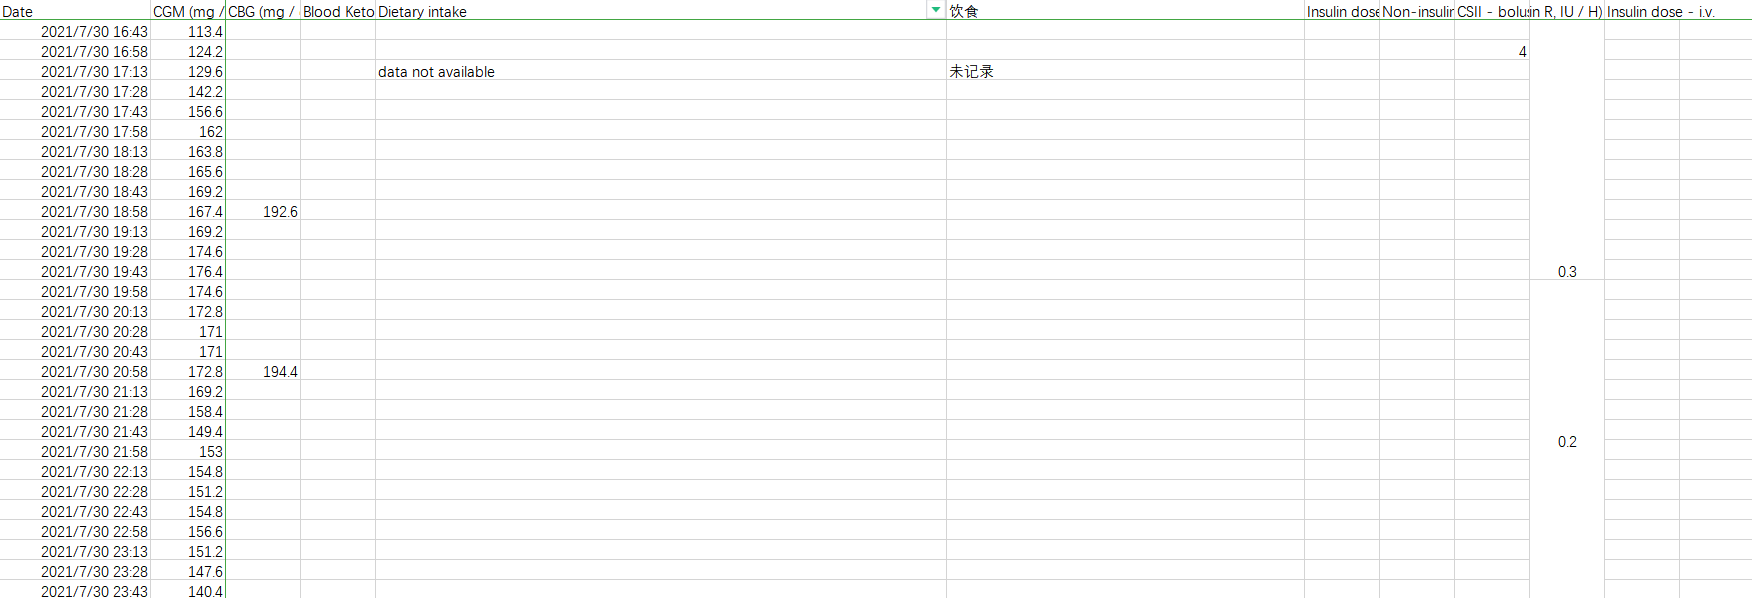 Date CGM (mg / CBG (mg / Blood Keto Dietary intake 饮食 Insulin dose Non-insulin CSII - bolus in R, IU / H) Insulin dose - i.v.
2021/7/30 16:43 113.4
2021/7/30 16:58 124.2 4
2021/7/30 17:13 129.6 data not available 未记录
2021/7/30 17:28 142.2
2021/7/30 17:43 156.6
2021/7/30 17:58 162
2021/7/30 18:13 163.8
2021/7/30 18:28 165.6
2021/7/30 18:43 169.2
2021/7/30 18:58 167.4 192.6
2021/7/30 19:13 169.2
2021/7/30 19:28 174.6
2021/7/30 19:43 176.4 0.3
2021/7/30 19:58 174.6
2021/7/30 20:13 172.8
2021/7/30 20:28 171
2021/7/30 20:43 171
2021/7/30 20:58 172.8 194.4
2021/7/30 21:13 169.2
2021/7/30 21:28 158.4
2021/7/30 21:43 149.4 0.2
2021/7/30 21:58 153
2021/7/30 22:13 154.8
2021/7/30 22:28 151.2
2021/7/30 22:43 154.8
2021/7/30 22:58 156.6
2021/7/30 23:13 151.2
2021/7/30 23:28 147.6
2021/7/30 23:43 140.4